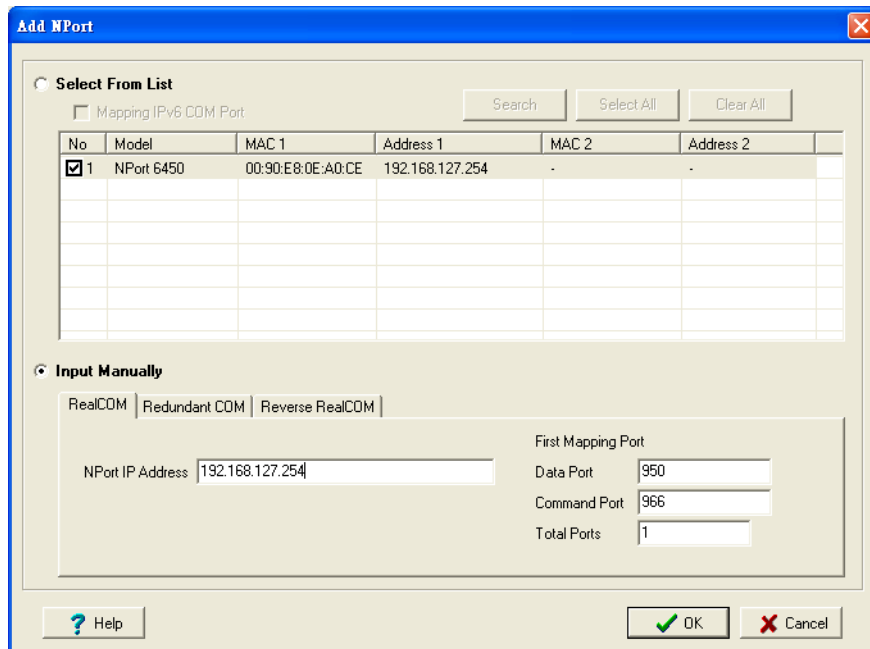 Add NPort
Select From List
Mapping IPv6 COM Port
Search
Select All
Clear All
No Model MAC 1 Address 1 MAC 2 Address 2
1 NPort 6450 00:90:E8:0E:A0:CE 192.168.127.254 - -
Input Manually
RealCOM Redundant COM Reverse RealCOM
First Mapping Port
NPort IP Address 192.168.127.254 Data Port 950
Command Port 966
Total Ports 1
? Help OK Cancel